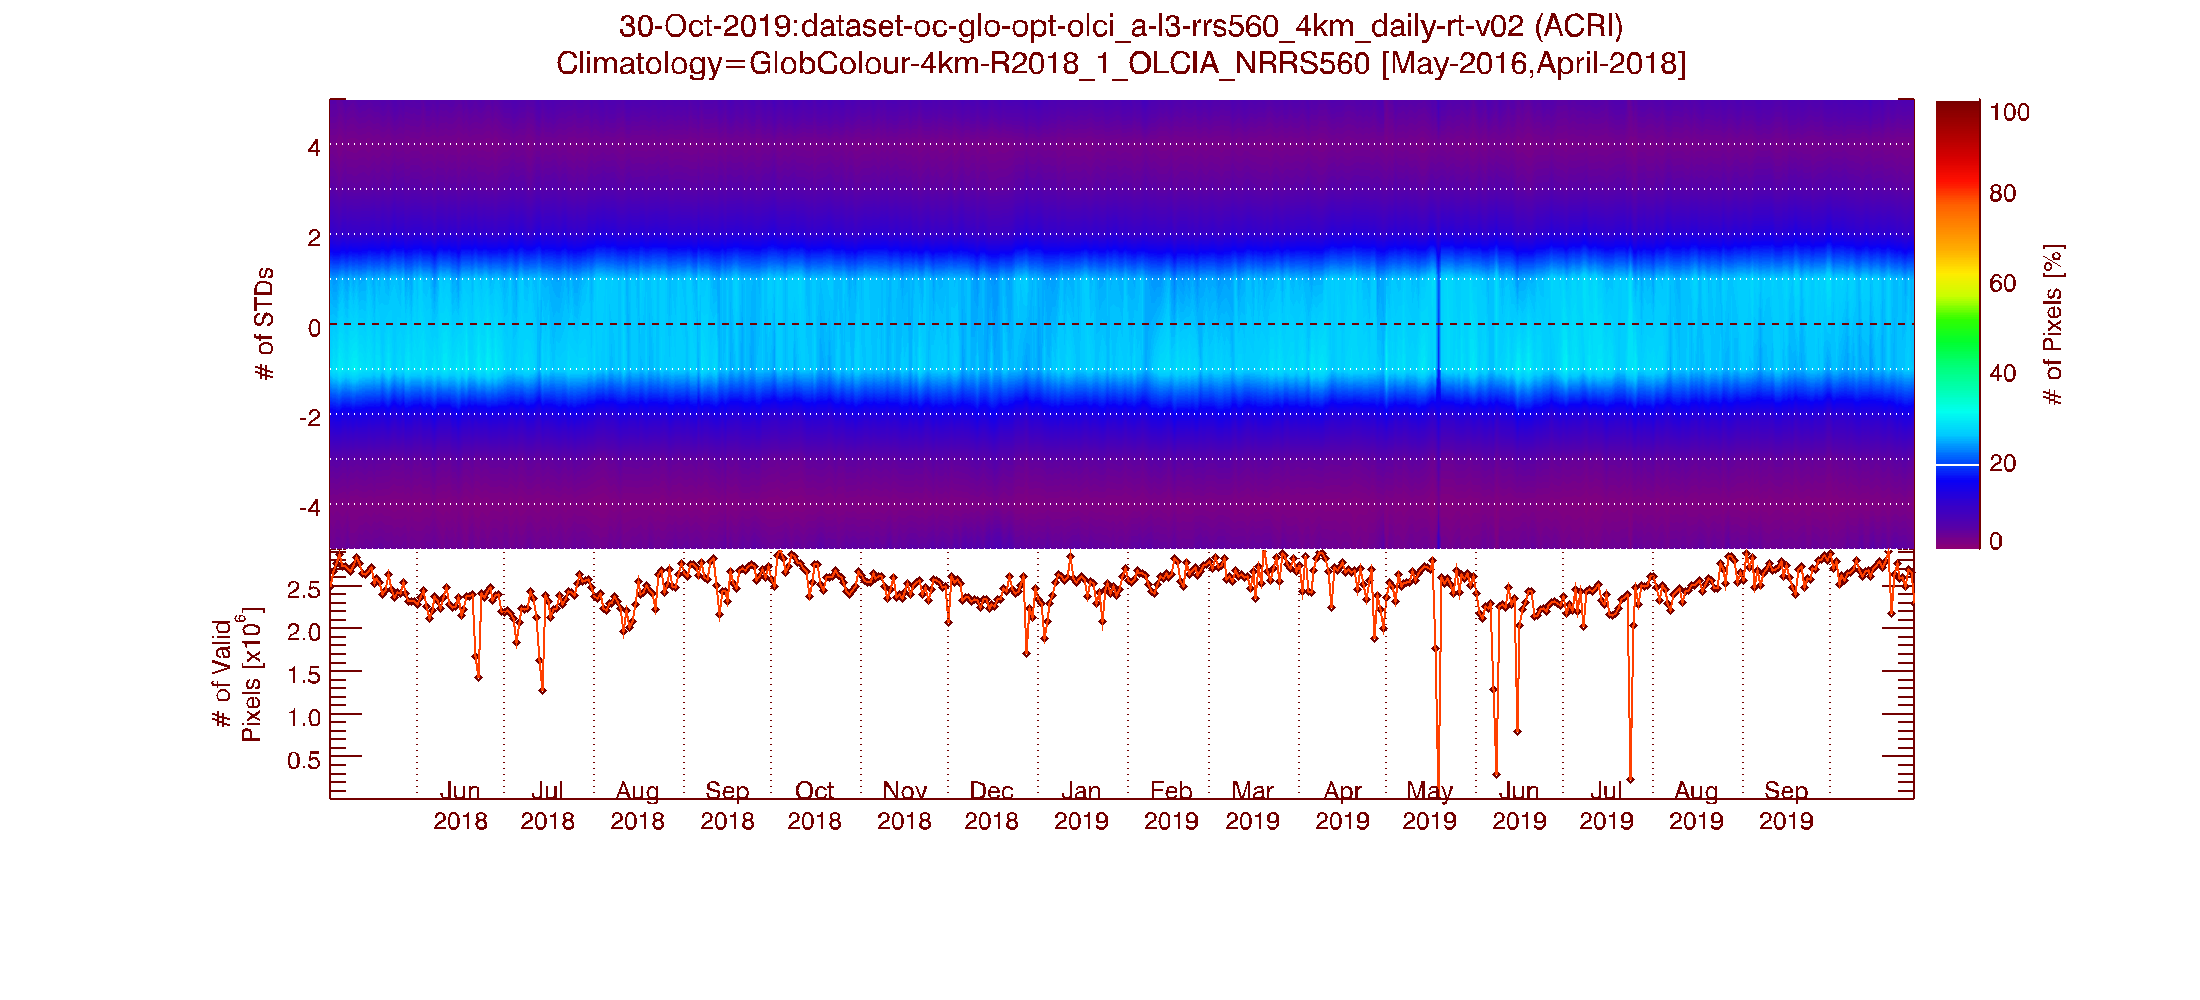 30-Oct-2019:dataset-oc-glo-opt-olci_a-l3-rrs560_4km_daily-rt-v02 (ACRI)
Climatology=GlobColour-4km-R2018_1_OLCIA_NRRS560 [May-2016,April-2018]
4
2
0
-2
-4
# of STDs
100
80
60
40
20
0
# of Pixels [%]
2.5
2.0
1.5
1.0
0.5
# of Valid
Pixels [x10⁶]
Jun Jul Aug Sep Oct Nov Dec Jan Feb Mar Apr May Jun Jul Aug Sep
2018 2018 2018 2018 2018 2018 2018 2019 2019 2019 2019 2019 2019 2019 2019 2019